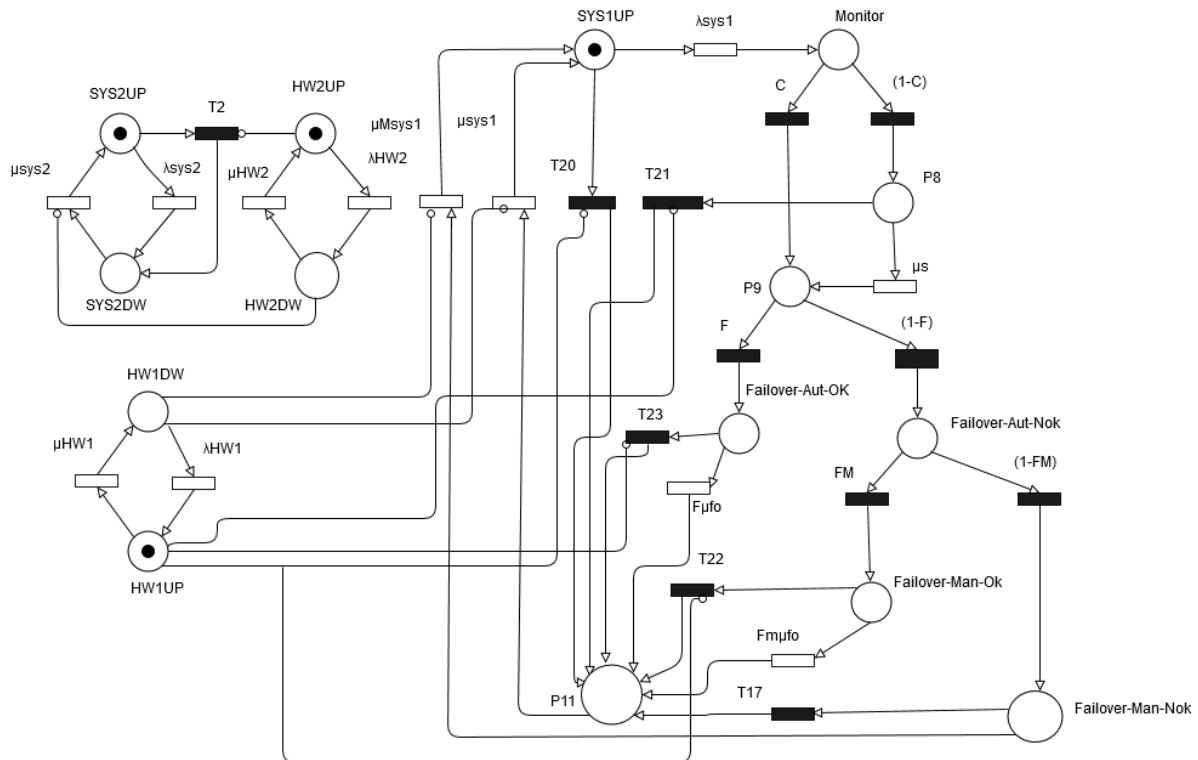 SYS1UP
λsys1
Monitor
C
(1-C)
SYS2UP
T2
HW2UP
μMsys1
μsys1
λHW2
μsys2
λsys2
μHW2
T20
T21
P8
SYS2DW
HW2DW
P9
μs
F
(1-F)
HW1DW
Failover-Aut-OK
μHW1
λHW1
T23
Failover-Aut-Nok
FM
(1-FM)
Fμfo
HW1UP
T22
Failover-Man-Ok
Fmμfo
P11
T17
Failover-Man-Nok